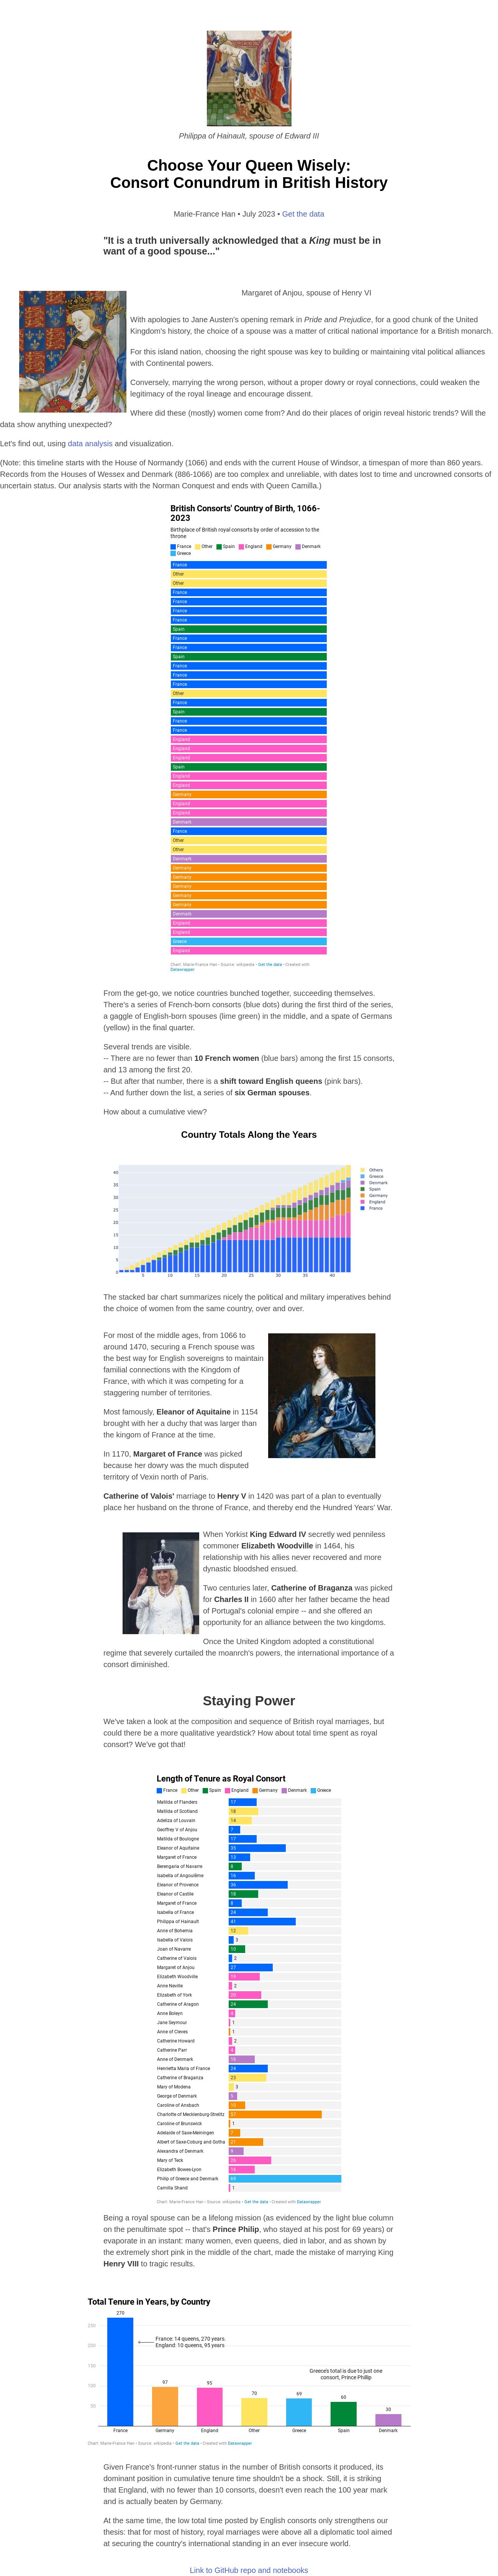 Philippa of Hainault, spouse of Edward III
Choose Your Queen Wisely:
Consort Conundrum in British History
Marie-France Han • July 2023 • Get the data
"It is a truth universally acknowledged that a King must be in
want of a good spouse..."
Margaret of Anjou, spouse of Henry VI
With apologies to Jane Austen's opening remark in Pride and Prejudice, for a good chunk of the United
Kingdom's history, the choice of a spouse was a matter of critical national importance for a British monarch.
For this island nation, choosing the right spouse was key to building or maintaining vital political alliances
with Continental powers.
Conversely, marrying the wrong person, without a proper dowry or royal connections, could weaken the
legitimacy of the royal lineage and encourage dissent.
Where did these (mostly) women come from? And do their places of origin reveal historic trends? Will the
data show anything unexpected?
Let's find out, using data analysis and visualization.
(Note: this timeline starts with the House of Normandy (1066) and ends with the current House of Windsor, a timespan of more than 860 years.
Records from the Houses of Wessex and Denmark (886-1066) are too complex and unreliable, with dates lost to time and uncrowned consorts of
uncertain status. Our analysis starts with the Norman Conquest and ends with Queen Camilla.)
British Consorts' Country of Birth, 1066-
2023
Birthplace of British royal consorts by order of accession to the
throne
France Other Spain England Germany Denmark
Greece
France
Other
Other
France
France
France
France
Spain
France
France
Spain
France
France
France
Other
France
Spain
France
France
England
England
England
Spain
England
England
Germany
England
England
Denmark
France
Other
Other
Denmark
Germany
Germany
Germany
Germany
Germany
Denmark
England
England
Greece
England
Chart: Marie-France Han • Source: wikipedia • Get the data • Created with
Datawrapper
From the get-go, we notice countries bunched together, succeeding themselves.
There's a series of French-born consorts (blue dots) during the first third of the series,
a gaggle of English-born spouses (lime green) in the middle, and a spate of Germans
(yellow) in the final quarter.
Several trends are visible.
-- There are no fewer than 10 French women (blue bars) among the first 15 consorts,
and 13 among the first 20.
-- But after that number, there is a shift toward English queens (pink bars).
-- And further down the list, a series of six German spouses.
How about a cumulative view?
Country Totals Along the Years
40
35
30
25
20
15
10
5
0
5 10 15 20 25 30 35 40
Others
Greece
Denmark
Spain
Germany
England
France
The stacked bar chart summarizes nicely the political and military imperatives behind
the choice of women from the same country, over and over.
For most of the middle ages, from 1066 to
around 1470, securing a French spouse was
the best way for English sovereigns to maintain
familial connections with the Kingdom of
France, with which it was competing for a
staggering number of territories.
Most famously, Eleanor of Aquitaine in 1154
brought with her a duchy that was larger than
the kingom of France at the time.
In 1170, Margaret of France was picked
because her dowry was the much disputed
territory of Vexin north of Paris.
Catherine of Valois' marriage to Henry V in 1420 was part of a plan to eventually
place her husband on the throne of France, and thereby end the Hundred Years' War.
When Yorkist King Edward IV secretly wed penniless
commoner Elizabeth Woodville in 1464, his
relationship with his allies never recovered and more
dynastic bloodshed ensued.
Two centuries later, Catherine of Braganza was picked
for Charles II in 1660 after her father became the head
of Portugal's colonial empire -- and she offered an
opportunity for an alliance between the two kingdoms.
Once the United Kingdom adopted a constitutional
regime that severely curtailed the moanrch's powers, the international importance of a
consort diminished.
Staying Power
We've taken a look at the composition and sequence of British royal marriages, but
could there be a more qualitative yeardstick? How about total time spent as royal
consort? We've got that!
Length of Tenure as Royal Consort
France Other Spain England Germany Denmark Greece
Matilda of Flanders 17
Matilda of Scotland 18
Adeliza of Louvain 14
Geoffrey V of Anjou 7
Matilda of Boulogne 17
Eleanor of Aquitaine 35
Margaret of France 13
Berengaria of Navarre 8
Isabella of Angoulême 16
Eleanor of Provence 36
Eleanor of Castile 18
Margaret of France 8
Isabella of France 24
Philippa of Hainault 41
Anne of Bohemia 12
Isabella of Valois 3
Joan of Navarre 10
Catherine of Valois 2
Margaret of Anjou 27
Elizabeth Woodville 19
Anne Neville 2
Elizabeth of York 20
Catherine of Aragon 24
Anne Boleyn
Jane Seymour 1
Anne of Cleves 1
Catherine Howard 2
Catherine Parr
Anne of Denmark 16
Henrietta Maria of France 24
Catherine of Braganza 23
Mary of Modena 3
George of Denmark
Caroline of Ansbach 10
Charlotte of Mecklenburg-Strelitz 57
Caroline of Brunswick 1
Adelaide of Saxe-Meiningen 7
Albert of Saxe-Coburg and Gotha 21
Alexandra of Denmark 9
Mary of Teck 26
Elizabeth Bowes-Lyon 16
Philip of Greece and Denmark 69
Camilla Shand 1
Chart: Marie-France Han • Source: wikipedia • Get the data • Created with Datawrapper
Being a royal spouse can be a lifelong mission (as evidenced by the light blue column
on the penultimate spot -- that's Prince Philip, who stayed at his post for 69 years) or
evaporate in an instant: many women, even queens, died in labor, and as shown by
the extremely short pink in the middle of the chart, made the mistake of marrying King
Henry VIII to tragic results.
Total Tenure in Years, by Country
270
250
200
150
100
50
France: 14 queens, 270 years.
England: 10 queens, 95 years
Greece's total is due to just one
consort, Prince Phillip
97
95
70
69
60
30
France Germany England Other Greece Spain Denmark
Chart: Marie-France Han • Source: wikipedia • Get the data • Created with Datawrapper
Given France's front-runner status in the number of British consorts it produced, its
dominant position in cumulative tenure time shouldn't be a shock. Still, it is striking
that England, with no fewer than 10 consorts, doesn't even reach the 100 year mark
and is actually beaten by Germany.
At the same time, the low total time posted by English consorts only strengthens our
thesis: that for most of history, royal marriages were above all a diplomatic tool aimed
at securing the country's international standing in an ever insecure world.
Link to GitHub repo and notebooks